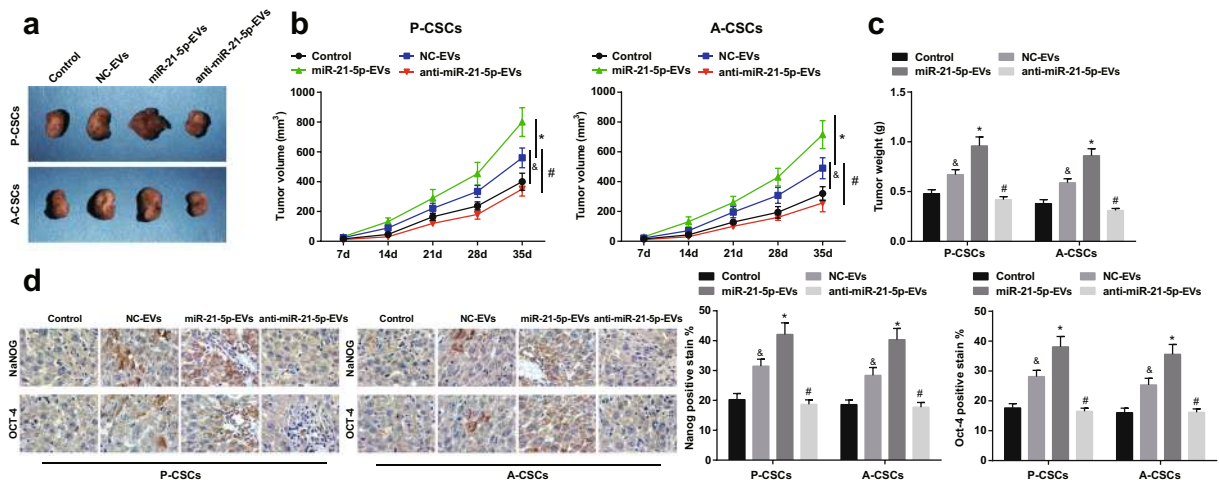 a
Control
NC-EVs
miR-21-5p-EVs
anti-miR-21-5p-EVs
P-CSCs
A-CSCs
b
P-CSCs
Control
NC-EVs
miR-21-5p-EVs
anti-miR-21-5p-EVs
Tumor volume (mm3)
1000
800
600
400
200
0
7d 14d 21d 28d 35d
*
&
#
A-CSCs
Control
NC-EVs
miR-21-5p-EVs
anti-miR-21-5p-EVs
Tumor volume (mm3)
1000
800
600
400
200
0
7d 14d 21d 28d 35d
*
&
#
c
Control
NC-EVs
miR-21-5p-EVs
anti-miR-21-5p-EVs
Tumor weight (g)
1.5
1.0
0.5
0.0
& * #
& * #
P-CSCs A-CSCs
d
Control NC-EVs miR-21-5p-EVs anti-miR-21-5p-EVs
NaNOG
OCT-4
P-CSCs
Control NC-EVs miR-21-5p-EVs anti-miR-21-5p-EVs
NaNOG
OCT-4
A-CSCs
Control
NC-EVs
miR-21-5p-EVs
anti-miR-21-5p-EVs
Nanog positive stain %
50
40
30
20
10
0
& * #
& * #
P-CSCs A-CSCs
Control
NC-EVs
miR-21-5p-EVs
anti-miR-21-5p-EVs
Oct-4 positive stain %
50
40
30
20
10
0
& * #
& * #
P-CSCs A-CSCs